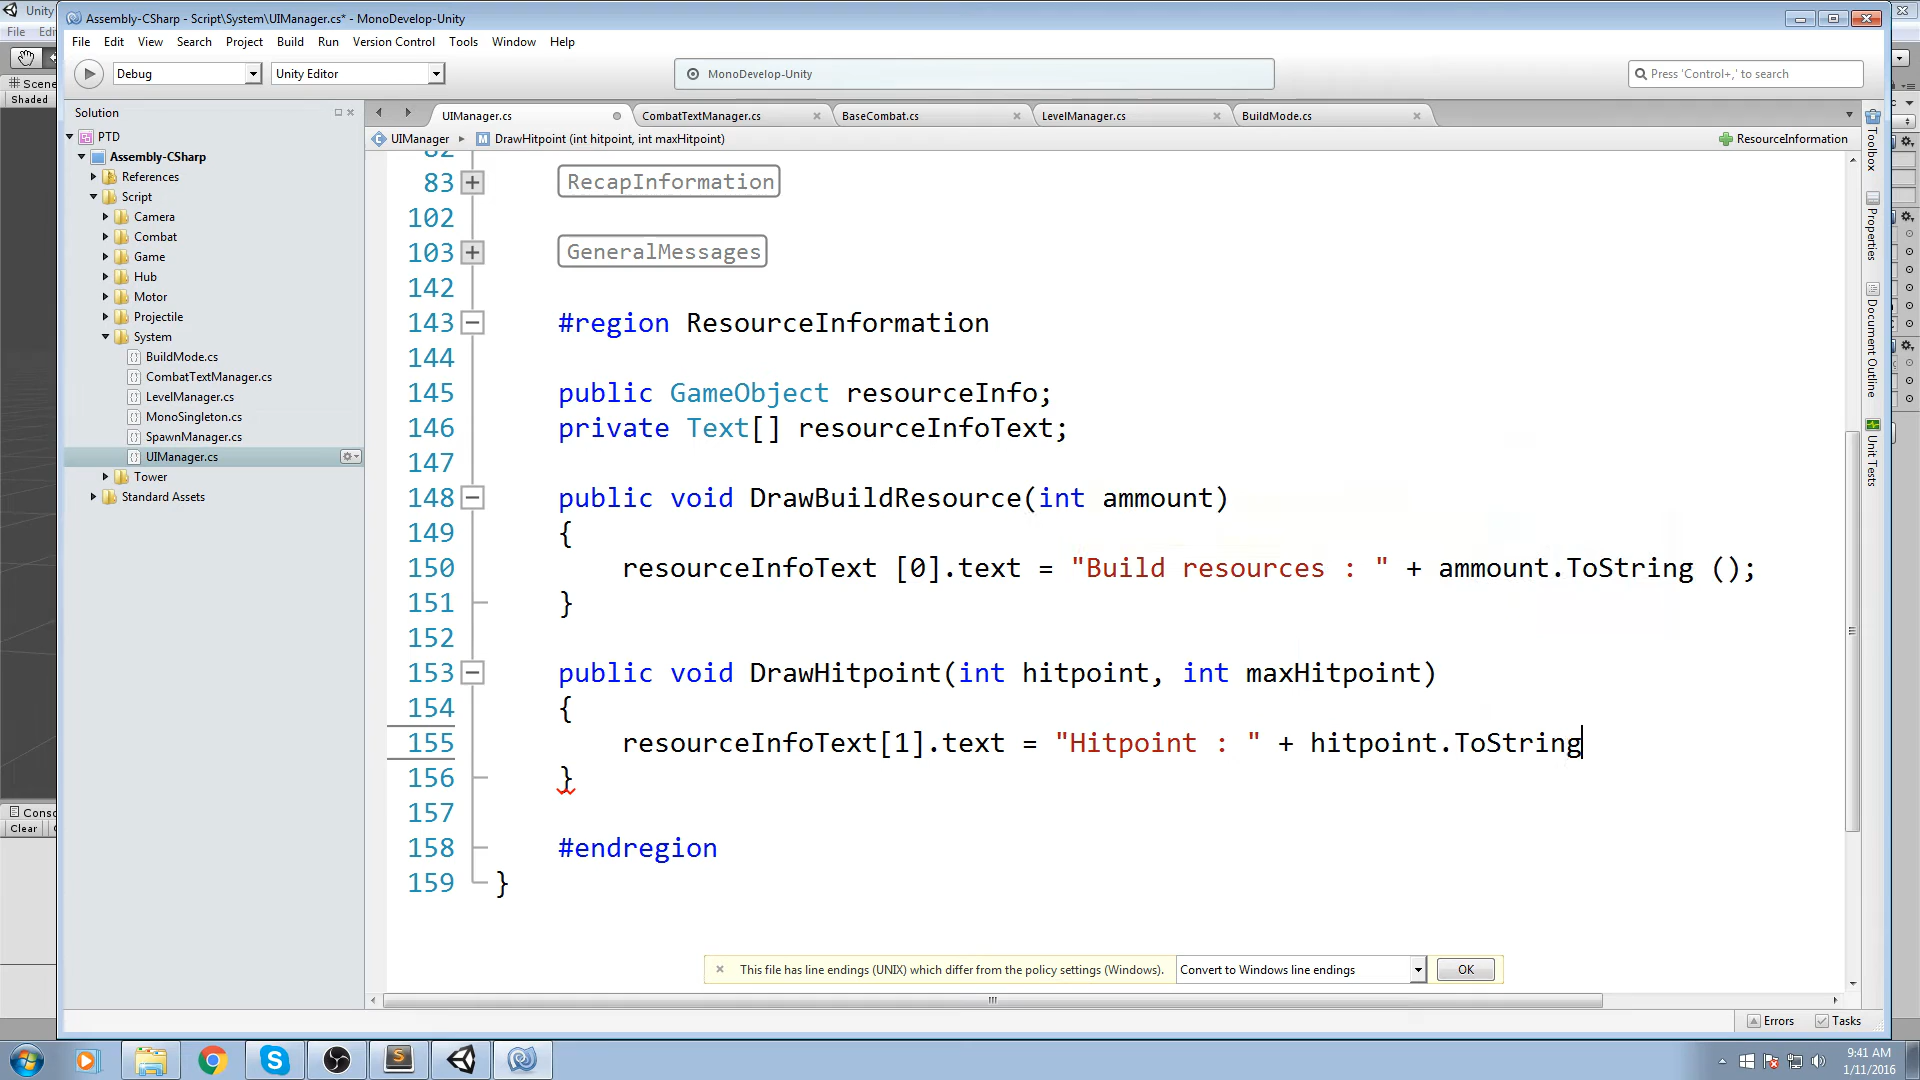 Unity
Assembly-CSharp - Script\System\UIManager.cs* - MonoDevelop-Unity
File
File Edit View Search Project Build Run Version Control Tools Window Help
Debug
Unity Editor
MonoDevelop-Unity
Press 'Control+,' to search
Scene
Shaded
Solution
UIManager.cs
CombatTextManager.cs
BaseCombat.cs
LevelManager.cs
BuildMode.cs
UIManager
DrawHitpoint (int hitpoint, int maxHitpoint)
ResourceInformation
PTD
Assembly-CSharp
References
Script
Camera
Combat
Game
Hub
Motor
Projectile
System
BuildMode.cs
CombatTextManager.cs
LevelManager.cs
MonoSingleton.cs
SpawnManager.cs
UIManager.cs
Tower
Standard Assets
82
83 RecapInformation
102
103 GeneralMessages
142
143 #region ResourceInformation
144
145 public GameObject resourceInfo;
146 private Text[] resourceInfoText;
147
148 public void DrawBuildResource(int ammount)
149 {
150 resourceInfoText [0].text = "Build resources : " + ammount.ToString ();
151 }
152
153 public void DrawHitpoint(int hitpoint, int maxHitpoint)
154 {
155 resourceInfoText[1].text = "Hitpoint : " + hitpoint.ToString
156 }
157
158 #endregion
159 }
Toolbox
Properties
Document Outline
Unit Tests
Clear
This file has line endings (UNIX) which differ from the policy settings (Windows).
Convert to Windows line endings
OK
Errors
Tasks
9:41 AM
1/11/2016